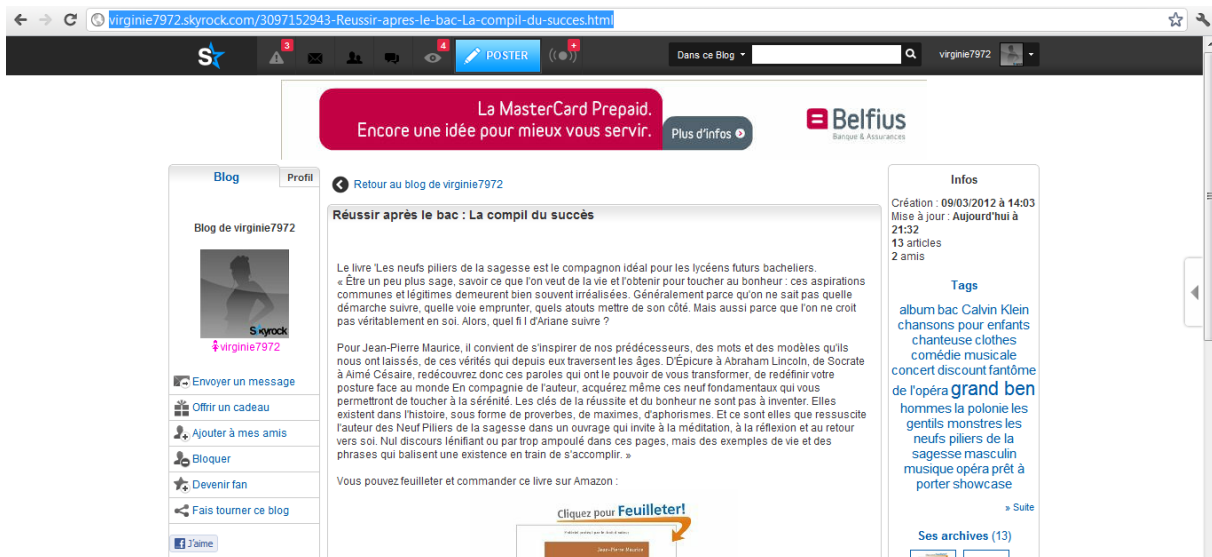 virginie7972.skyrock.com/3097152943-Reussir-apres-le-bac-La-compil-du-succes.html
S
3
4
POSTER
+
Dans ce Blog
virginie7972
La MasterCard Prepaid.
Encore une idée pour mieux vous servir.
Plus d'infos
Belfius
Banque & Assurances
Blog
Profil
Blog de virginie7972
Skyrock
virginie7972
Envoyer un message
Offrir un cadeau
Ajouter à mes amis
Bloquer
Devenir fan
Fais tourner ce blog
J'aime
Retour au blog de virginie7972
Réussir après le bac : La compil du succès
Le livre 'Les neufs piliers de la sagesse est le compagnon idéal pour les lycéens futurs bacheliers.
« Être un peu plus sage, savoir ce que l'on veut de la vie et l'obtenir pour toucher au bonheur : ces aspirations
communes et légitimes demeurent bien souvent irréalisées. Généralement parce qu'on ne sait pas quelle
démarche suivre, quelle voie emprunter, quels atouts mettre de son côté. Mais aussi parce que l'on ne croit
pas véritablement en soi. Alors, quel fi l d'Ariane suivre ?
Pour Jean-Pierre Maurice, il convient de s'inspirer de nos prédécesseurs, des mots et des modèles qu'ils
nous ont laissés, de ces vérités qui depuis eux traversent les âges. D'Épicure à Abraham Lincoln, de Socrate
à Aimé Césaire, redécouvrez donc ces paroles qui ont le pouvoir de vous transformer, de redéfinir votre
posture face au monde En compagnie de l'auteur, acquérez même ces neuf fondamentaux qui vous
permettront de toucher à la sérénité. Les clés de la réussite et du bonheur ne sont pas à inventer. Elles
existent dans l'histoire, sous forme de proverbes, de maximes, d'aphorismes. Et ce sont elles que ressuscite
l'auteur des Neuf Piliers de la sagesse dans un ouvrage qui invite à la méditation, à la réflexion et au retour
vers soi. Nul discours lénifiant ou par trop ampoulé dans ces pages, mais des exemples de vie et des
phrases qui balisent une existence en train de s'accomplir. »
Vous pouvez feuilleter et commander ce livre sur Amazon :
Cliquez pour Feuilleter!
Jean-Pierre Maurice
Infos
Création : 09/03/2012 à 14:03
Mise à jour : Aujourd'hui à
21:32
13 articles
2 amis
Tags
album bac Calvin Klein
chansons pour enfants
chanteuse clothes
comédie musicale
concert discount fantôme
de l'opéra grand ben
hommes la polonie les
gentils monstres les
neufs piliers de la
sagesse masculin
musique opéra prêt à
porter showcase
» Suite
Ses archives (13)